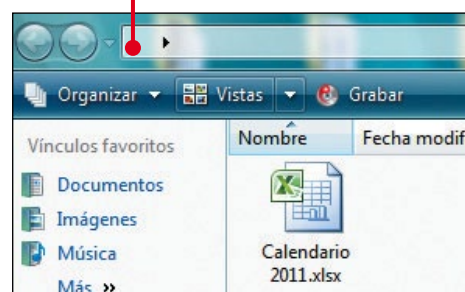 Organizar Vistas Grabar
Vínculos favoritos
Documentos
Imágenes
Música
Más »
Nombre Fecha modif
Calendario
2011.xlsx